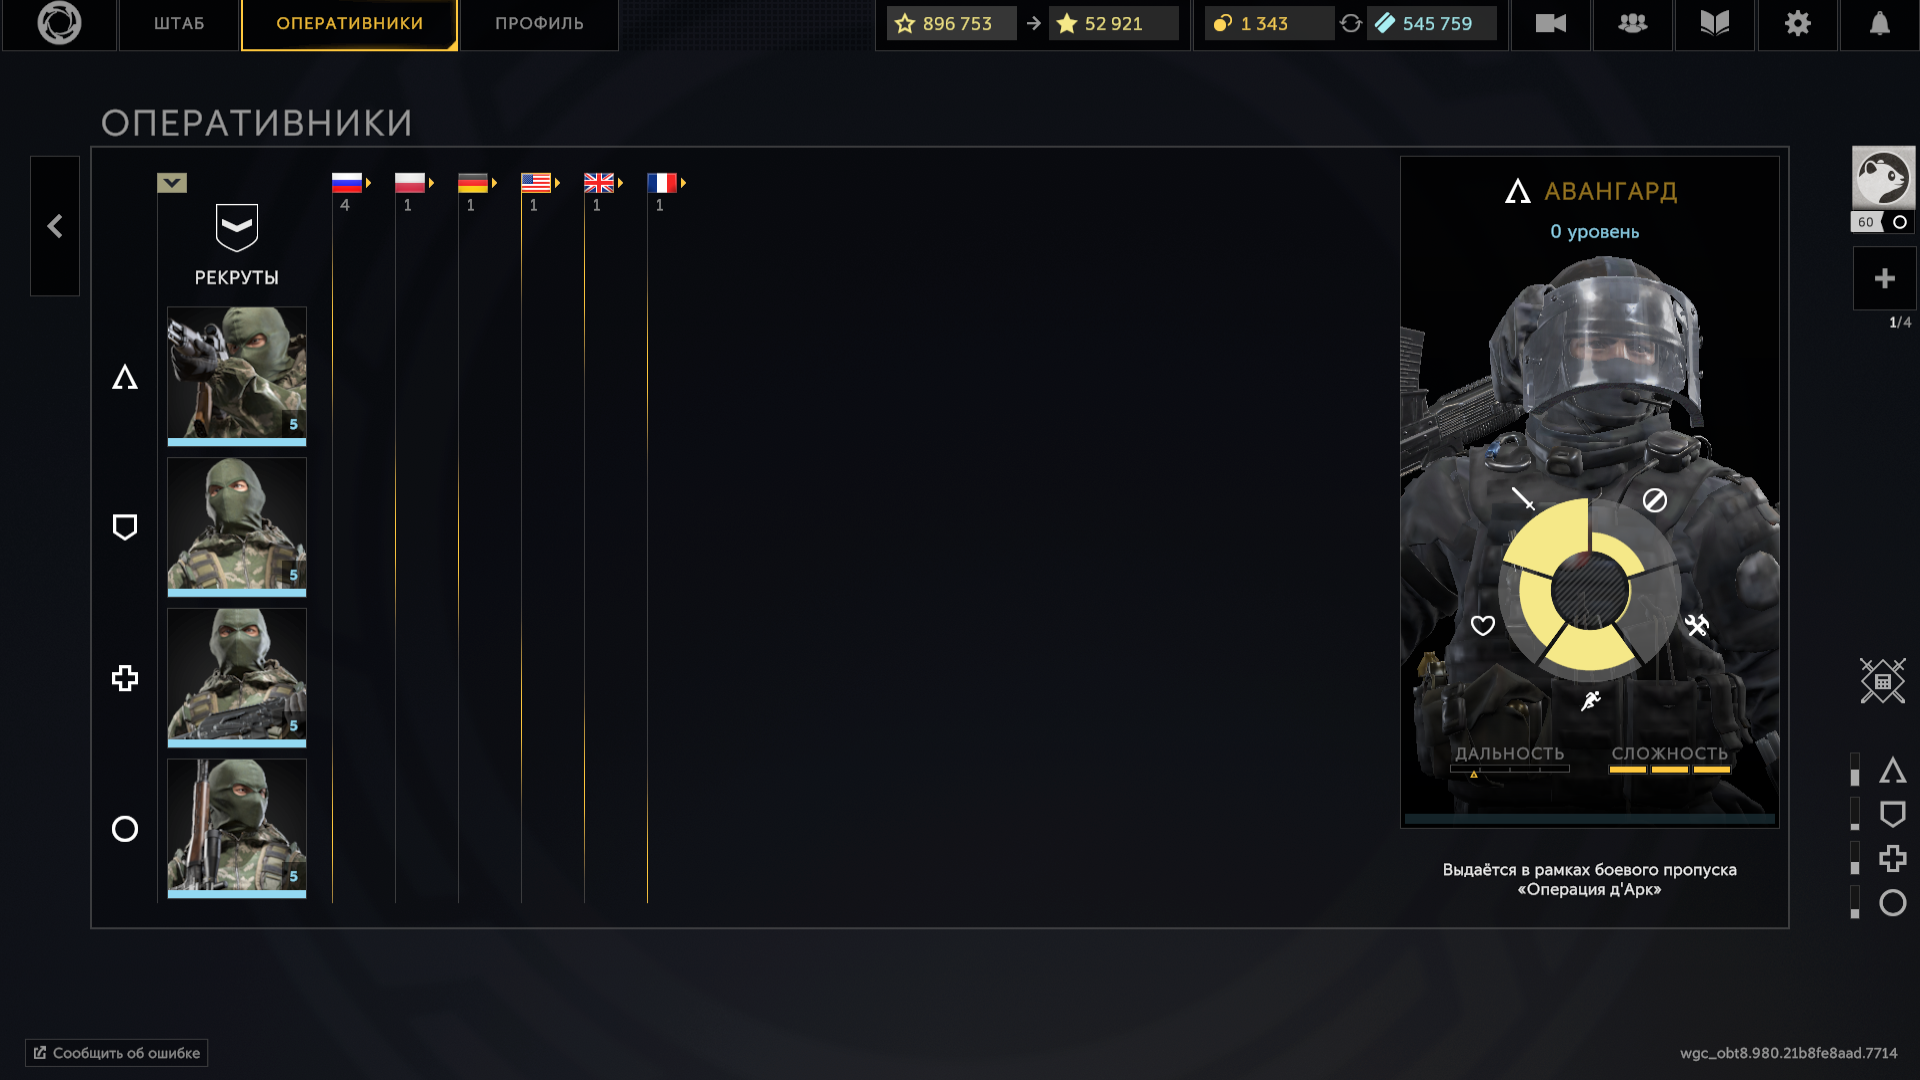 ШТАБ
ОПЕРАТИВНИКИ
ПРОФИЛЬ
896 753
52 921
1 343
545 759
ОПЕРАТИВНИКИ
4
1
1
1
1
1
РЕКРУТЫ
5
5
5
5
АВАНГАРД
0 уровень
ДАЛЬНОСТЬ
СЛОЖНОСТЬ
Выдаётся в рамках боевого пропуска
«Операция д'Арк»
60
1/4
Сообщить об ошибке
wgc_obt8.980.21b8fe8aad.7714